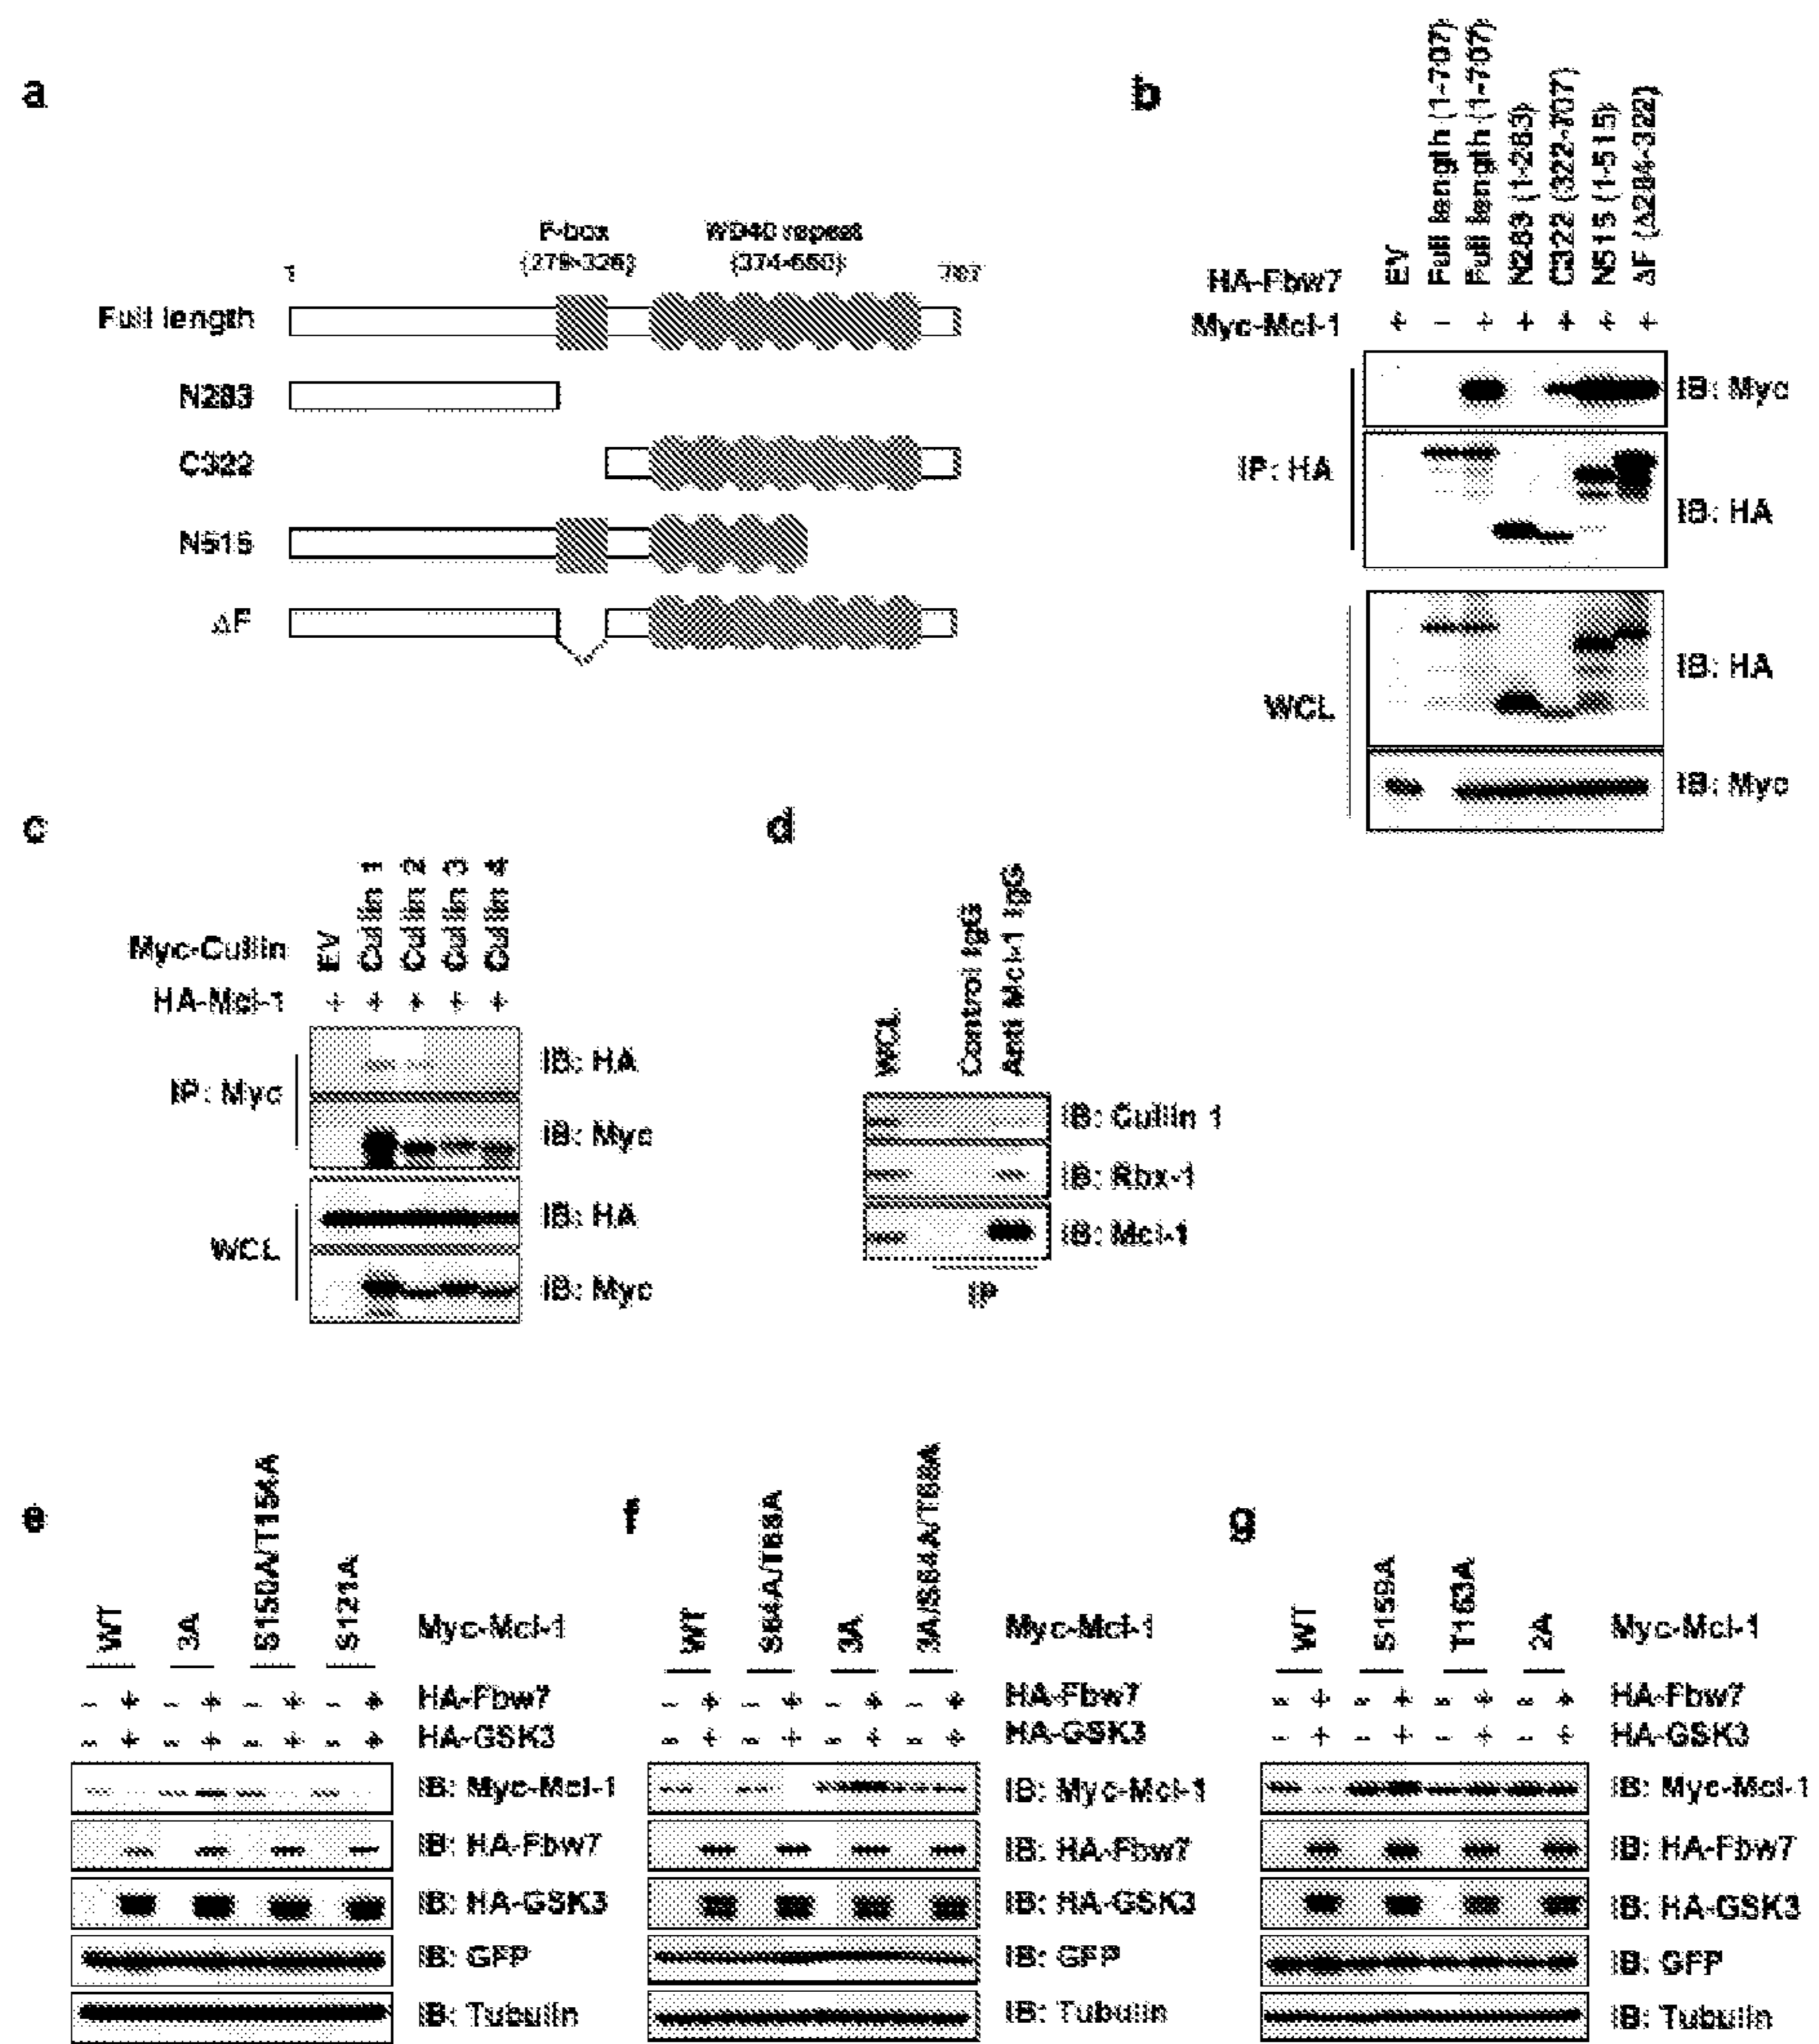 a
F-box WD40 repeat
1 (279-326) (374-650) 707
Full length
N283
C322
N515
ΔF
b
EV
Full length (1-707)
Full length (1-707)
N283 (1-283)
C322 (322-707)
N515 (1-515)
ΔF (Δ284-322)
HA-Fbw7
Myc-Mcl-1 + - + + + + +
IP: HA
IB: Myc
IB: HA
WCL
IB: HA
IB: Myc
c
Myc-Cullin EV Cullin 1 Cullin 2 Cullin 3 Cullin 4
HA-Mcl-1 + + + + +
IP: Myc
IB: HA
IB: Myc
WCL
IB: HA
IB: Myc
d
WCL Control IgG Anti Mcl-1 IgG
IB: Cullin 1
IB: Rbx-1
IB: Mcl-1
IP
e
WT 3A S150A/T154A S121A Myc-Mcl-1
- + - + - + - + HA-Fbw7
- + - + - + - + HA-GSK3
IB: Myc-Mcl-1
IB: HA-Fbw7
IB: HA-GSK3
IB: GFP
IB: Tubulin
f
WT S64A/T68A 3A 3A/S64A/T68A Myc-Mcl-1
- + - + - + - + HA-Fbw7
- + - + - + - + HA-GSK3
IB: Myc-Mcl-1
IB: HA-Fbw7
IB: HA-GSK3
IB: GFP
IB: Tubulin
g
WT S159A T163A 2A Myc-Mcl-1
- + - + - + - + HA-Fbw7
- + - + - + - + HA-GSK3
IB: Myc-Mcl-1
IB: HA-Fbw7
IB: HA-GSK3
IB: GFP
IB: Tubulin